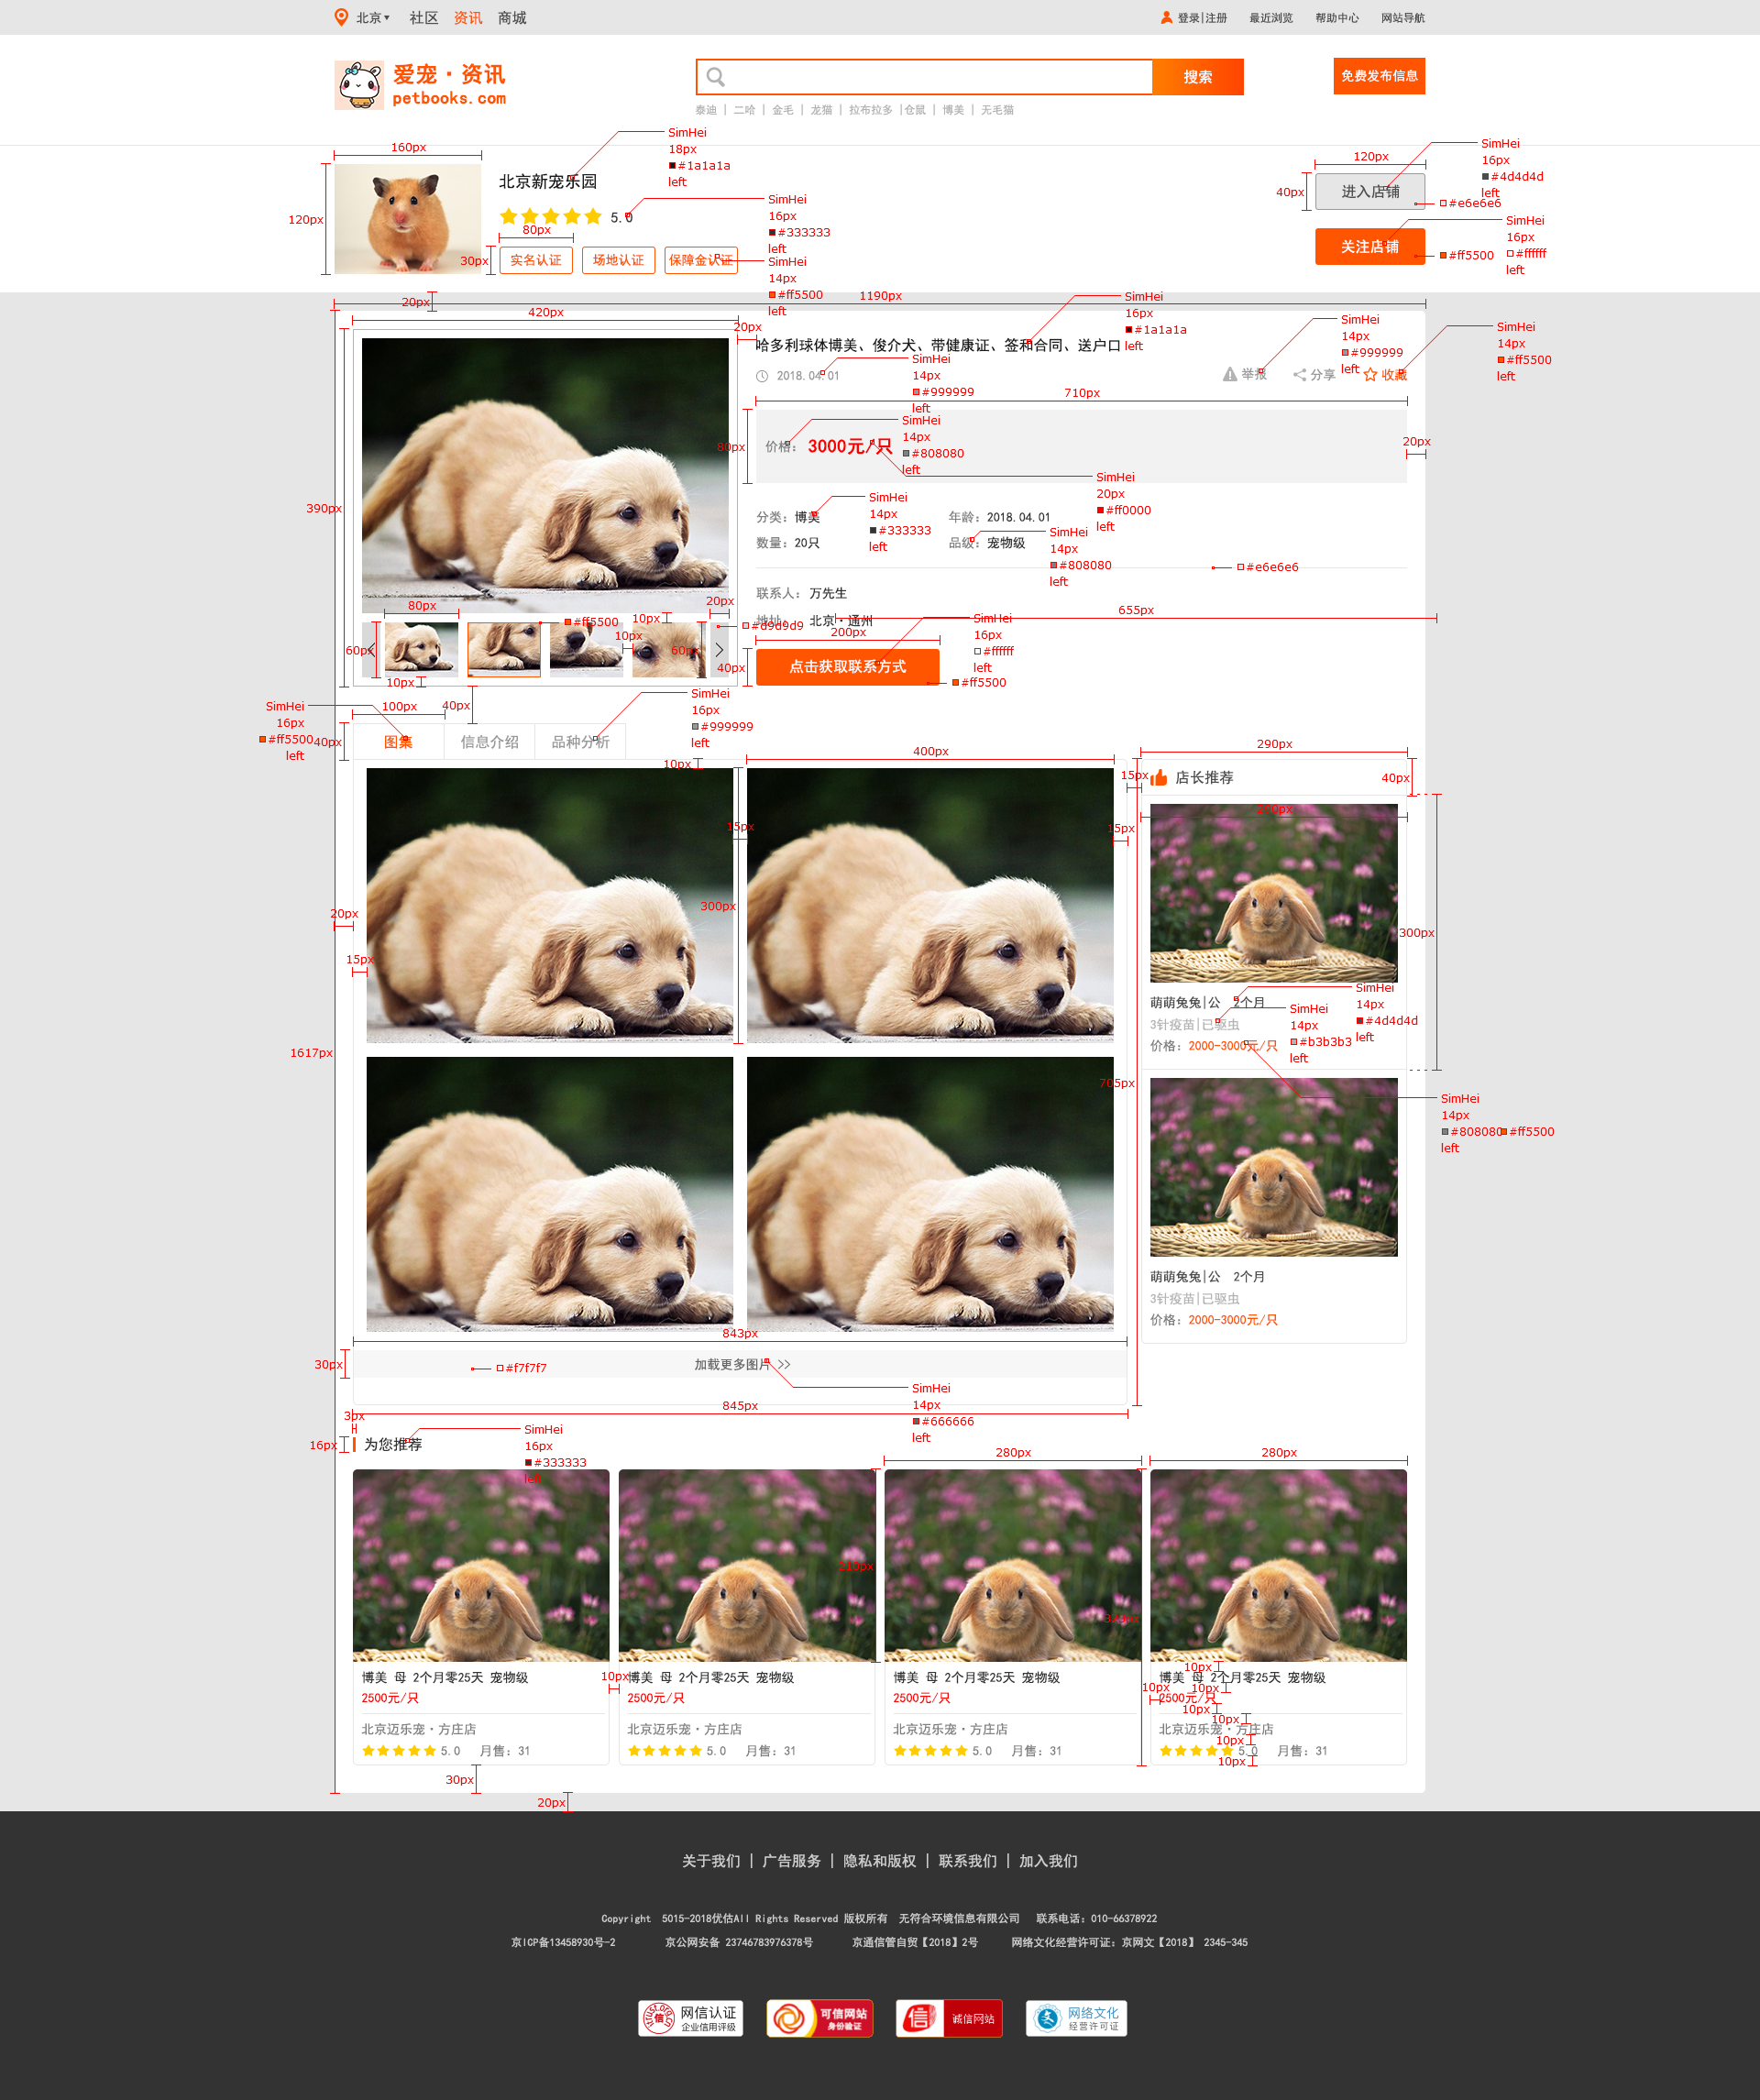 北京 社区 资讯 商城 登录|注册 最近浏览 帮助中心 网站导航
爱宠·资讯
petbooks.com
搜索
免费发布信息
泰迪 | 二哈 | 金毛 | 龙猫 | 拉布拉多 |仓鼠 | 博美 | 无毛猫
160px
120px
北京新宠乐园
SimHei
18px
#1a1a1a
left
5.0
SimHei
16px
#333333
left
80px
30px
实名认证 场地认证 保障金认证
SimHei
14px
#ff5500
left
120px
40px
进入店铺
SimHei
16px
#4d4d4d
left
#e6e6e6
关注店铺
SimHei
16px
#ffffff
left
#ff5500
20px
1190px
420px
20px
390px
哈多利球体博美、俊介犬、带健康证、签和合同、送户口
SimHei
16px
#1a1a1a
left
2018.04.01
SimHei
14px
#999999
left
举报 分享 收藏
SimHei
14px
#999999
left
SimHei
14px
#ff5500
left
710px
80px
20px
价格: 3000元/只
SimHei
14px
#808080
left
SimHei
20px
#ff0000
left
分类: 博美 年龄: 2018.04.01
数量: 20只 品级: 宠物级
SimHei
14px
#333333
left
SimHei
14px
#808080
left
#e6e6e6
联系人: 万先生
地址: 北京·通州
655px
200px
40px
点击获取联系方式
SimHei
16px
#ffffff
left
#ff5500
80px
#ff5500
10px
20px
#d9d9d9
10px
60px
60px
10px
SimHei
16px
#ff5500
left
100px
40px
40px
图集 信息介绍 品种分析
SimHei
16px
#999999
left
10px
400px
15px
15px
300px
15px
20px
15px
1617px
705px
290px
40px
店长推荐
290px
300px
萌萌兔兔|公 2个月
3针疫苗|已驱虫
价格: 2000-3000元/只
SimHei
14px
#4d4d4d
left
SimHei
14px
#b3b3b3
left
SimHei
14px
#808080 #ff5500
left
萌萌兔兔|公 2个月
3针疫苗|已驱虫
价格: 2000-3000元/只
843px
30px
#f7f7f7
加载更多图片 >>
SimHei
14px
#666666
left
845px
3px
16px
为您推荐
SimHei
16px
#333333
left
280px
280px
210px
博美 母 2个月零25天 宠物级
2500元/只
北京迈乐宠·方庄店
5.0 月售: 31
10px
博美 母 2个月零25天 宠物级
2500元/只
北京迈乐宠·方庄店
5.0 月售: 31
博美 母 2个月零25天 宠物级
2500元/只
北京迈乐宠·方庄店
5.0 月售: 31
10px
博美 母 2个月零25天 宠物级
2500元/只
北京迈乐宠·方庄店
5.0 月售: 31
10px
10px
10px
10px
10px
10px
30px
20px
关于我们 | 广告服务 | 隐私和版权 | 联系我们 | 加入我们
Copyright 5015-2018优估All Rights Reserved 版权所有 无符合环境信息有限公司 联系电话: 010-66378922
京ICP备13458930号-2 京公网安备 23746783976378号 京通信管自贸【2018】2号 网络文化经营许可证: 京网文【2018】 2345-345
网信认证
企业信用评级
可信网站
身份验证
诚信网站
网络文化
经营许可证